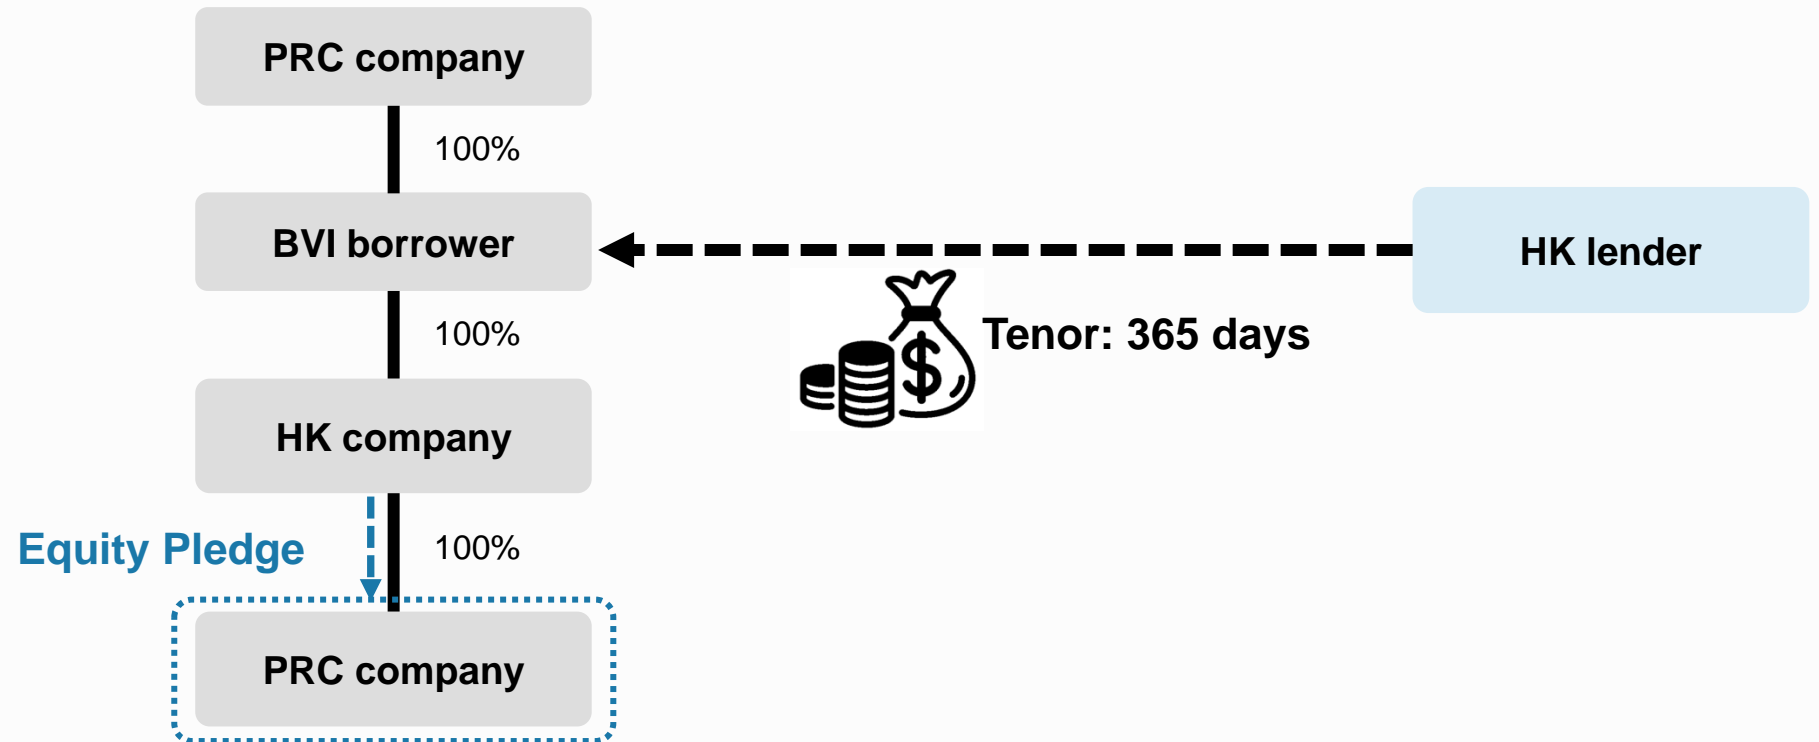 PRC company
100%
BVI borrower
HK lender
$
Tenor: 365 days
100%
HK company
Equity Pledge
100%
PRC company